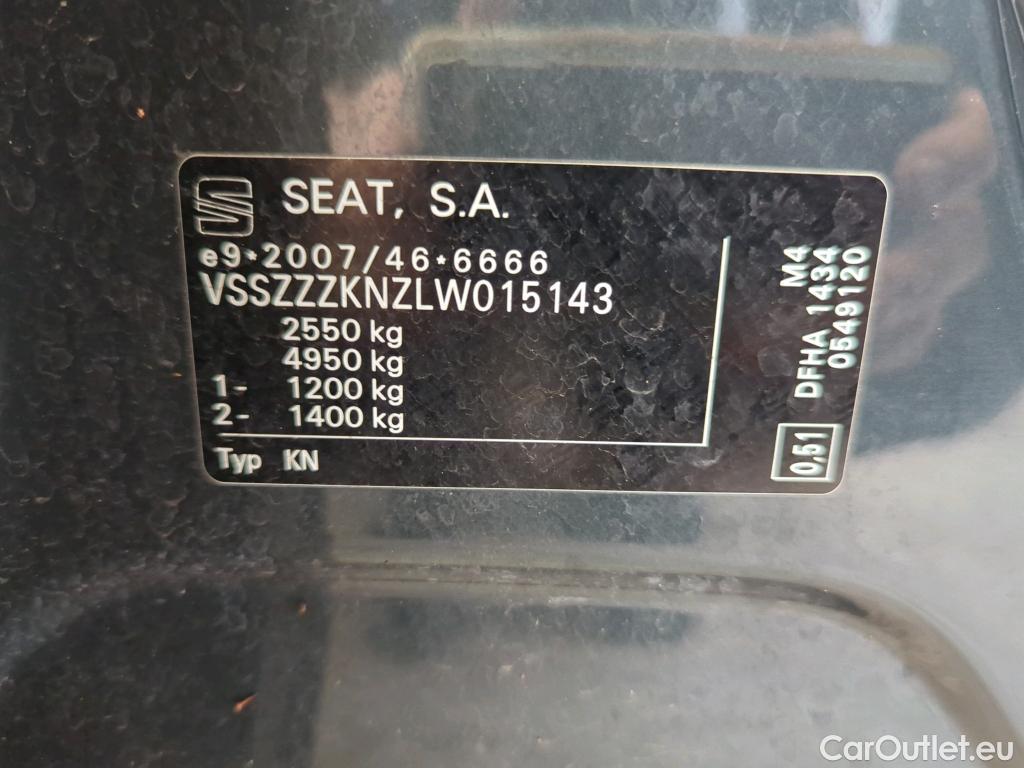 SEAT, S.A.
e9*2007/46*6666
VSSZZZKNZLW015143
2550 kg
4950 kg
1- 1200 kg
2- 1400 kg
Typ KN
M4
DFHA 1434
0549120
0,51
CarOutlet.eu